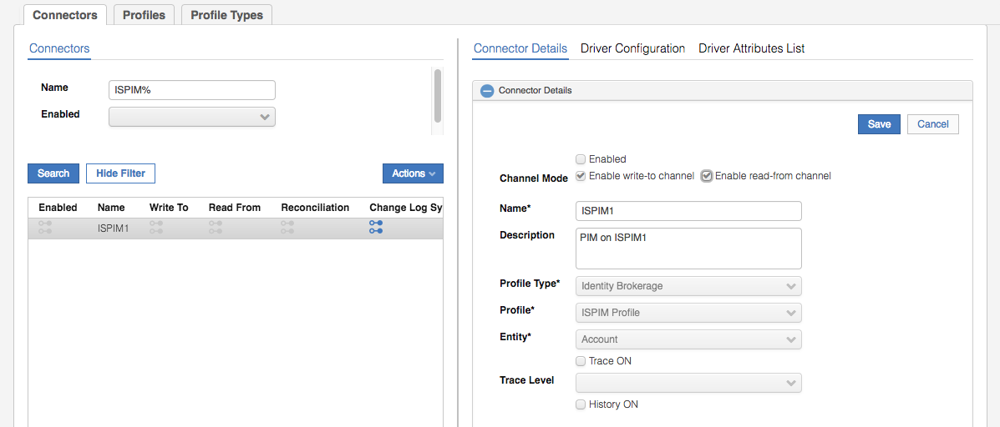 Connectors Profiles Profile Types
Connectors
Name ISPIM%
Enabled
Search Hide Filter Actions
Enabled Name Write To Read From Reconciliation Change Log Sy
ISPIM1
Connector Details Driver Configuration Driver Attributes List
Connector Details
Save Cancel
Enabled
Channel Mode Enable write-to channel Enable read-from channel
Name* ISPIM1
Description PIM on ISPIM1
Profile Type* Identity Brokerage
Profile* ISPIM Profile
Entity* Account
Trace ON
Trace Level
History ON